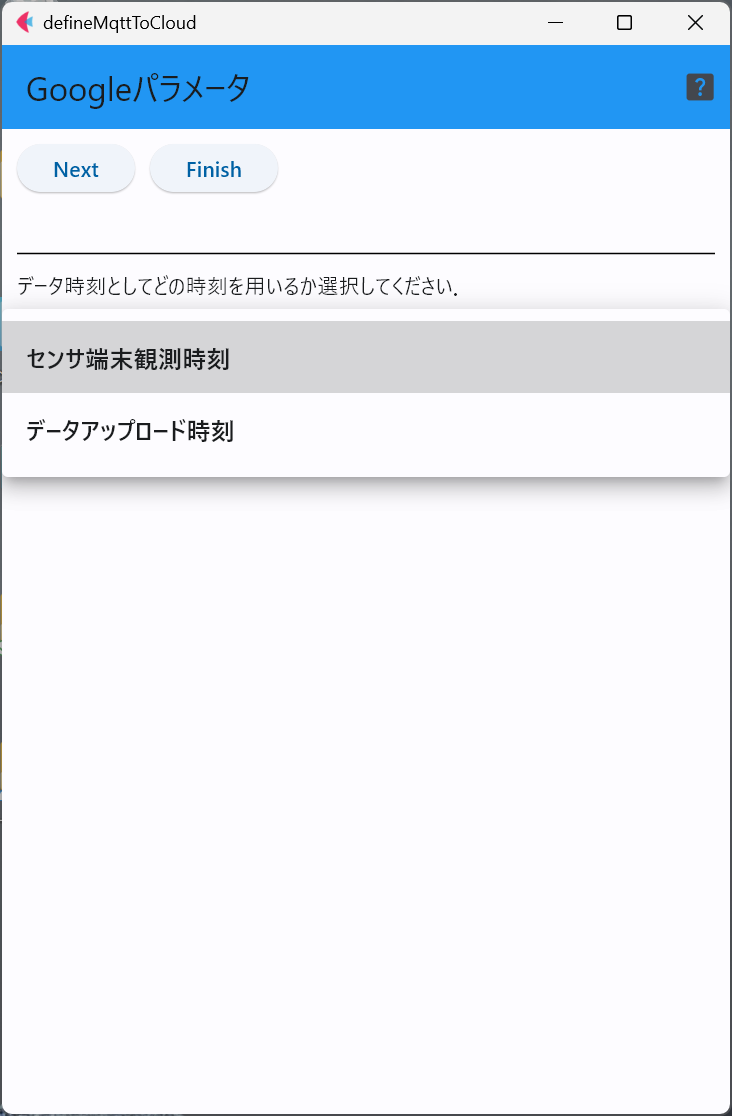 defineMqttToCloud
Googleパラメータ
?
Next
Finish
データ時刻としてどの時刻を用いるか選択してください.
センサ端末観測時刻
データアップロード時刻